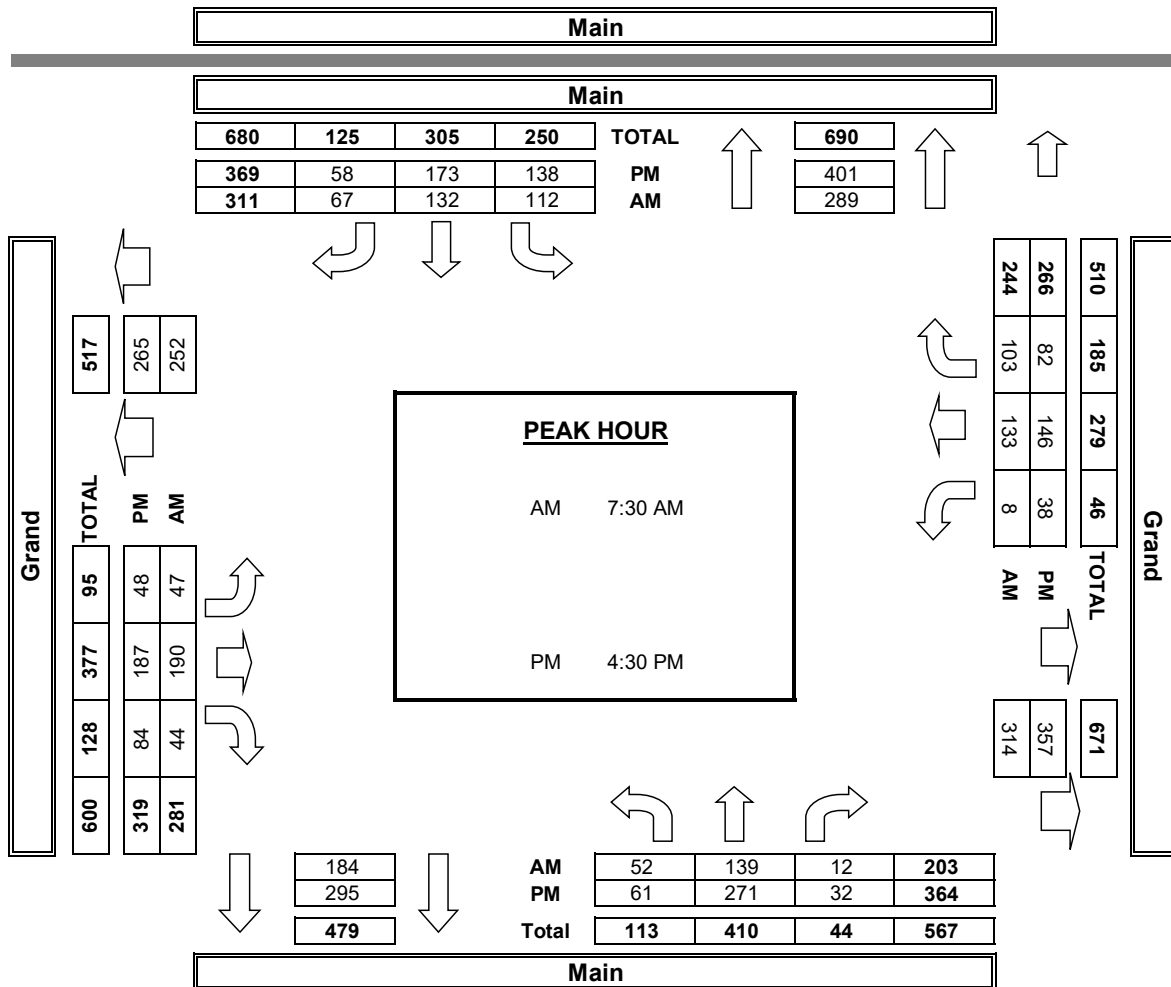 Main
Main
680 125 305 250 TOTAL 690
369 58 173 138 PM 401
311 67 132 112 AM 289
Grand
517
265
252
TOTAL PM AM
95 48 47
377 187 190
128 84 44
600 319 281
PEAK HOUR
AM 7:30 AM
PM 4:30 PM
244 266 510
103 82 185
133 146 279
8 38 46
AM PM TOTAL
314 357 671
Grand
184 AM 52 139 12 203
295 PM 61 271 32 364
479 Total 113 410 44 567
Main